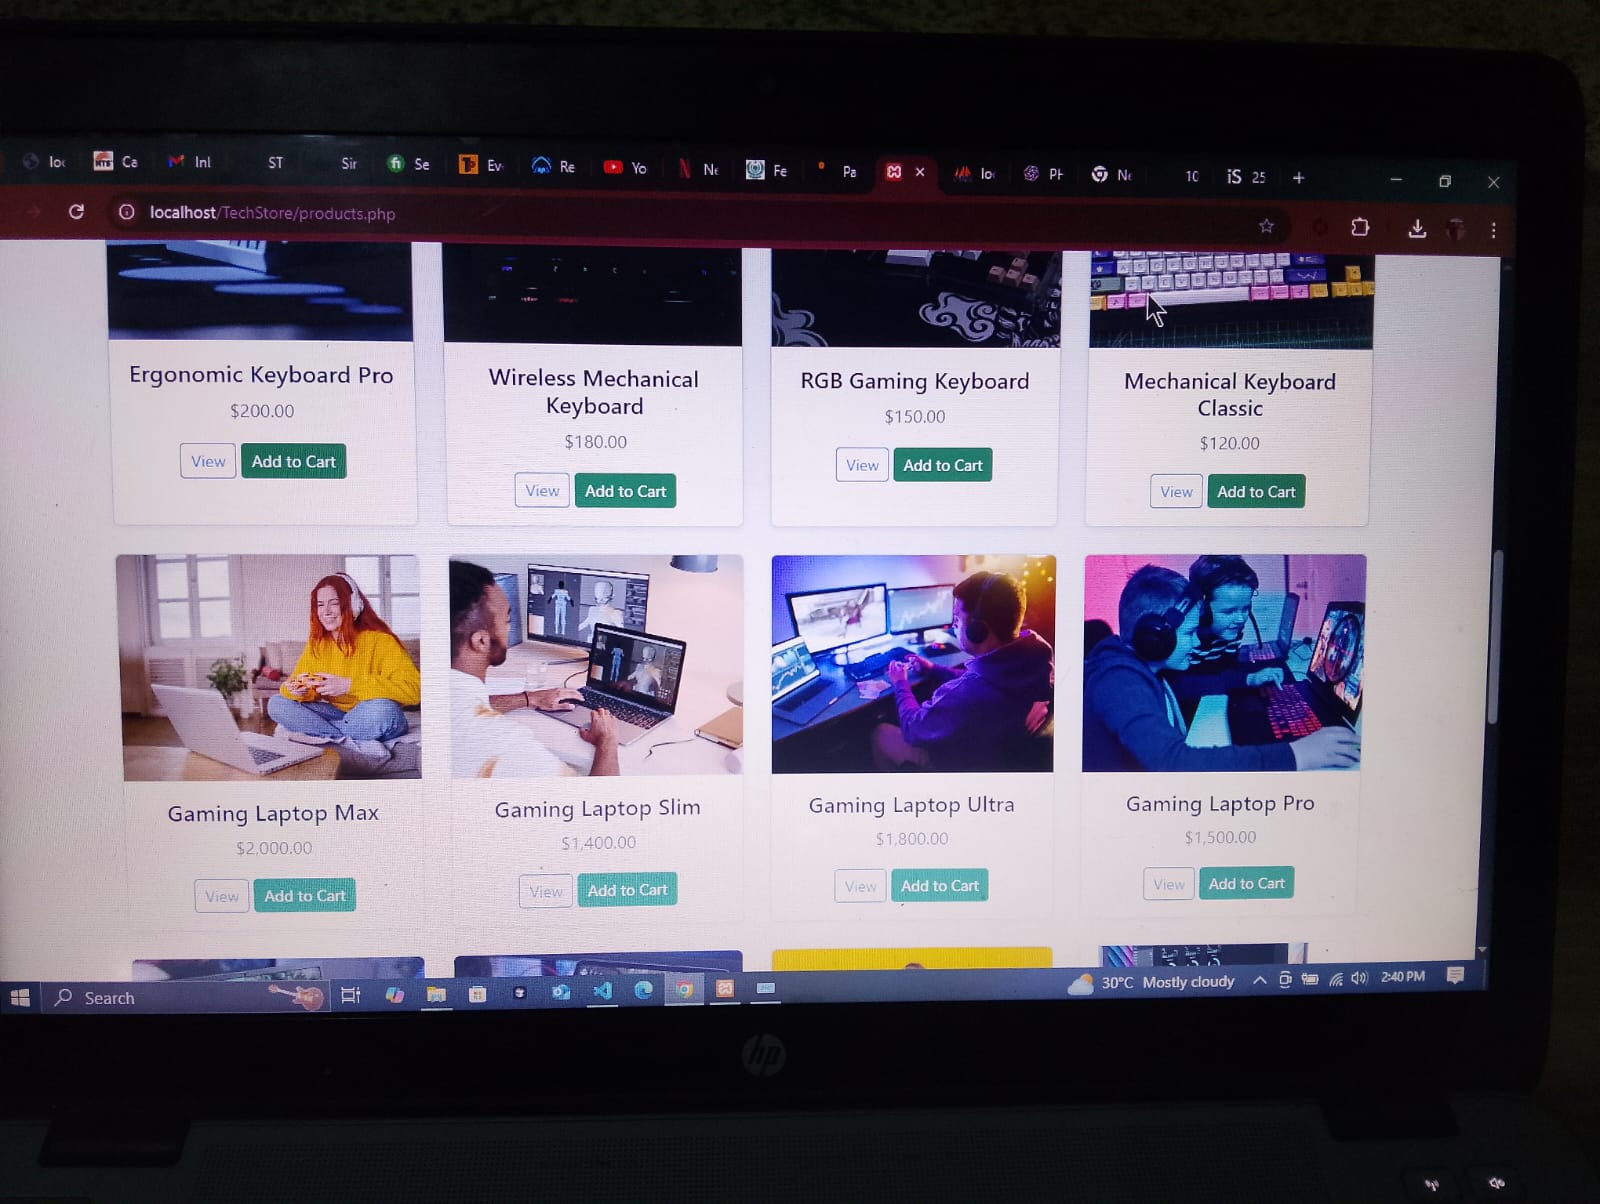 loc
Ca
Inl
ST
Sir
Se
Ev
Re
Yo
Ne
Fe
Pa
lo
PH
Ne
10
iS 25
localhost/TechStore/products.php
Ergonomic Keyboard Pro
$200.00
View Add to Cart
Wireless Mechanical
Keyboard
$180.00
View Add to Cart
RGB Gaming Keyboard
$150.00
View Add to Cart
Mechanical Keyboard
Classic
$120.00
View Add to Cart
Gaming Laptop Max
$2,000.00
View Add to Cart
Gaming Laptop Slim
$1,400.00
View Add to Cart
Gaming Laptop Ultra
$1,800.00
View Add to Cart
Gaming Laptop Pro
$1,500.00
View Add to Cart
Search
30°C Mostly cloudy
2:40 PM
hp